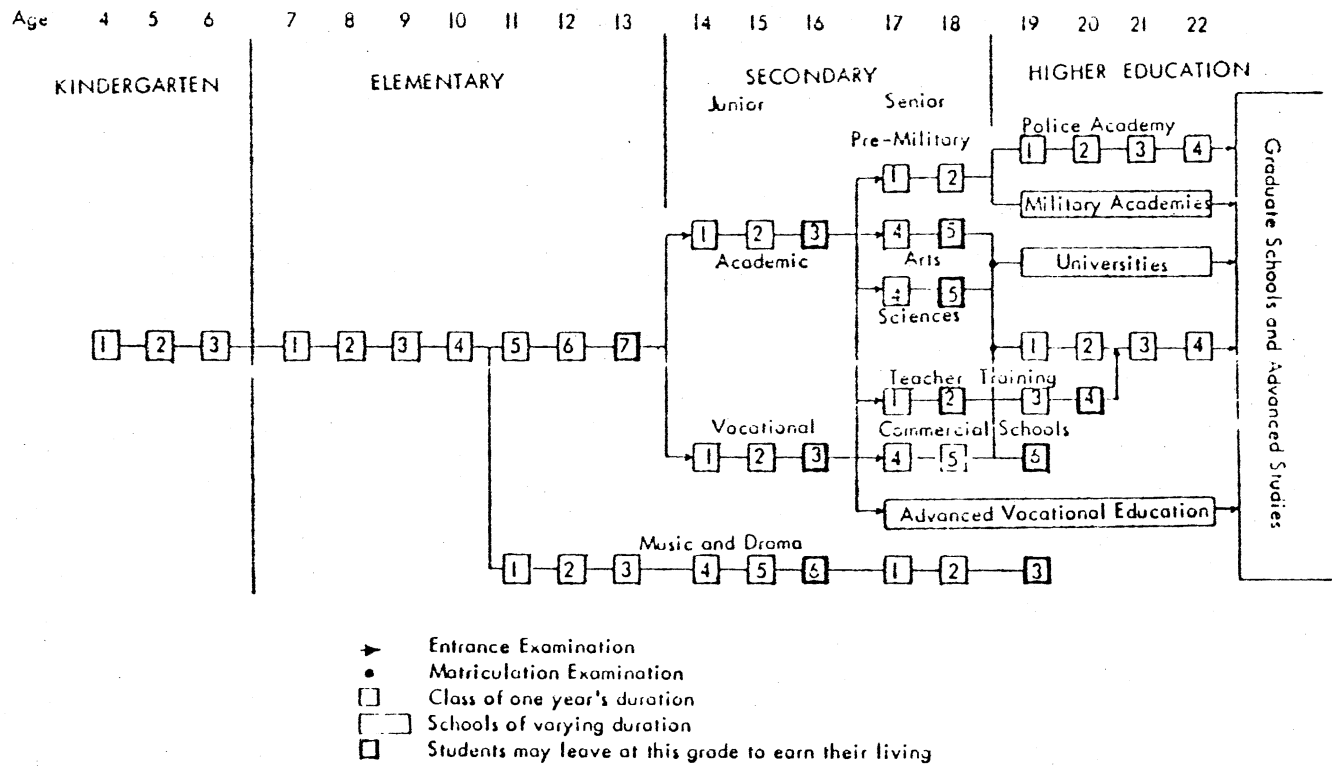 Age 4 5 6 7 8 9 10 11 12 13 14 15 16 17 18 19 20 21 22
KINDERGARTEN ELEMENTARY SECONDARY HIGHER EDUCATION
Junior Senior
Pre-Military Police Academy
1 2 3 4
1 2
Military Academies
1 2 3 4 5
Academic Arts Universities
4 5
Sciences
1 2 3 1 2 3 4 5 6 7 1 2 3 4
Teacher Training
1 2 3 4
Vocational Commercial Schools
1 2 3 4 5 6
Advanced Vocational Education
Music and Drama
1 2 3 4 5 6 1 2 3
Graduate Schools and Advanced Studies
Entrance Examination
Matriculation Examination
Class of one year's duration
Schools of varying duration
Students may leave at this grade to earn their living